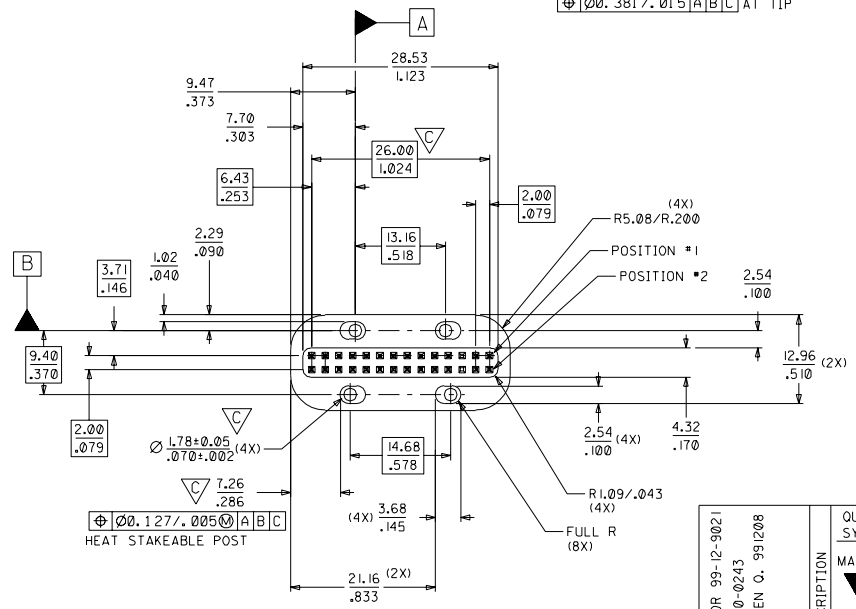 ⌖ Ø0.381/.015 A B C AT TIP
A
28.53
1.123
9.47
.373
7.70
.303
C
26.00
1.024
6.43
.253
2.00
.079
(4X)
R5.08/R.200
POSITION #1
POSITION #2
13.16
.518
2.29
.090
1.02
.040
B
3.71
.146
2.54
.100
9.40
.370
12.96 (2X)
.510
2.00
.079
C
Ø 1.78±0.05 (4X)
.070±.002
14.68
.578
2.54 (4X)
.100
4.32
.170
C
7.26
.286
R1.09/.043
(4X)
⌖ Ø0.127/.005Ⓜ A B C
HEAT STAKEABLE POST
(4X) 3.68
.145
FULL R
(8X)
21.16 (2X)
.833
OR 99-12-9021
0-0243
EN Q. 991208
RIPTION
QU
SY
MA